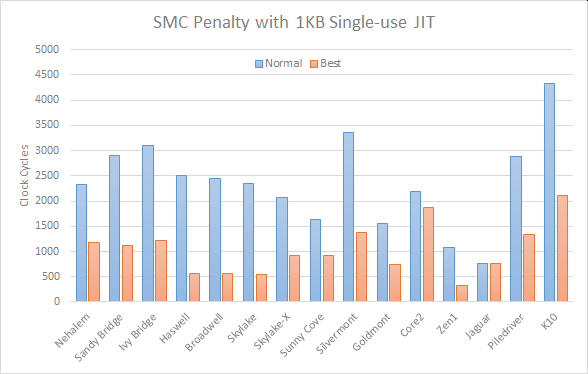 SMC Penalty with 1KB Single-use JIT
Normal Best
Clock Cycles
5000
4500
4000
3500
3000
2500
2000
1500
1000
500
0
Nehalem
Sandy Bridge
Ivy Bridge
Haswell
Broadwell
Skylake
Skylake-X
Sunny Cove
Silvermont
Goldmont
Core2
Zen1
Jaguar
Piledriver
K10